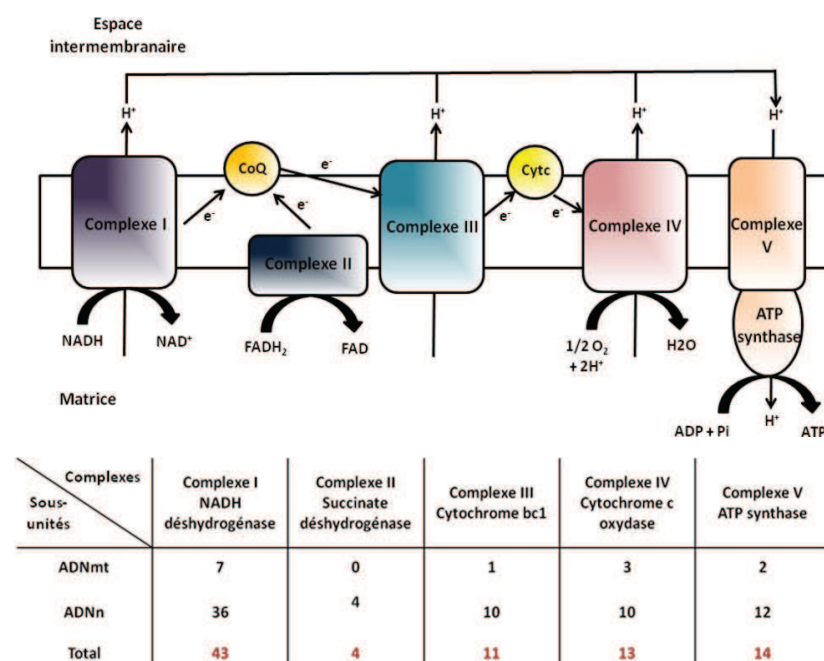 Espace
intermembranaire
H⁺ H⁺ H⁺ H⁺
CoQ e⁻ Cytc
Complexe I e⁻ e⁻ Complexe III e⁻ e⁻ Complexe IV Complexe V
Complexe II
NADH NAD⁺ FADH₂ FAD 1/2 O₂ + 2H⁺ H2O ATP synthase
Matrice
ADP + Pi H⁺ ATP
Complexes
Sous-
unités
Complexe I
NADH
déshydrogénase
Complexe II
Succinate
déshydrogénase
Complexe III
Cytochrome bc1
Complexe IV
Cytochrome c
oxydase
Complexe V
ATP synthase
ADNmt 7 0 1 3 2
ADNn 36 4 10 10 12
Total 43 4 11 13 14